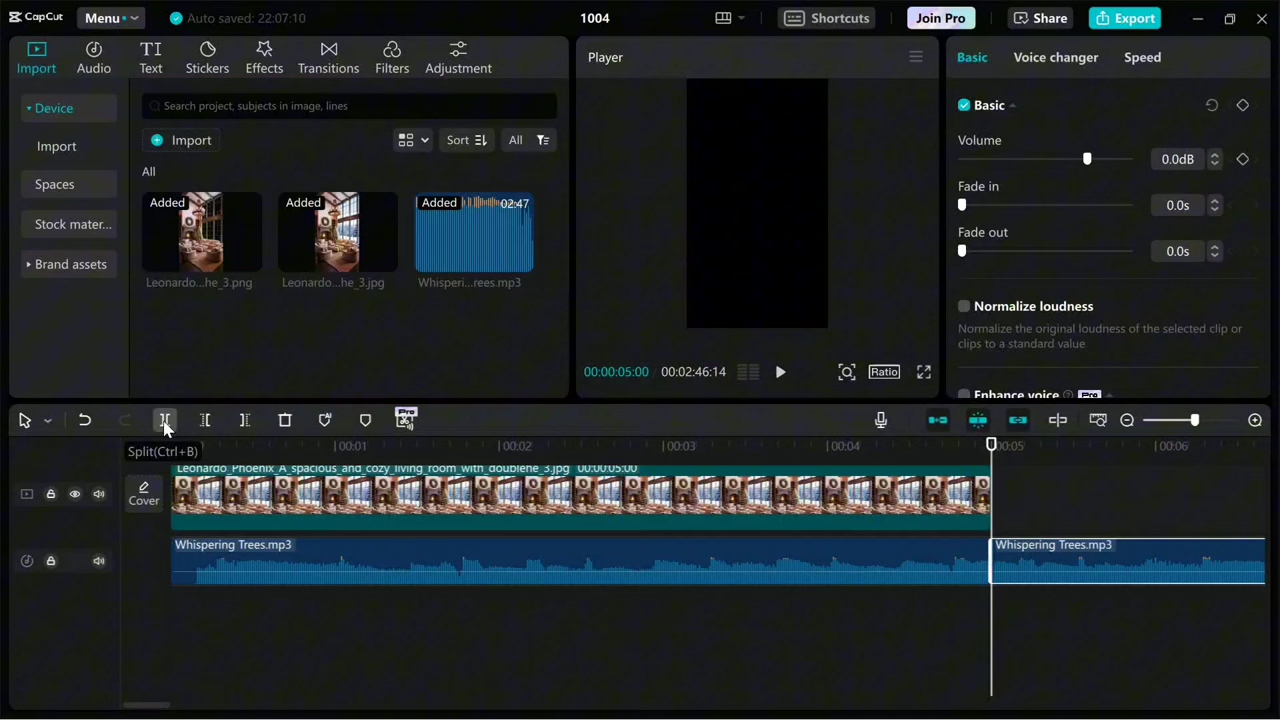 CapCut
Menu
Auto saved: 22:07:10
1004
Shortcuts
Join Pro
Share
Export
Import
Audio
Text
Stickers
Effects
Transitions
Filters
Adjustment
Device
Import
Spaces
Stock mater...
Brand assets
Search project, subjects in image, lines
Import
Sort
All
All
Added
Added
Added
02:47
Leonardo...he_3.png
Leonardo...he_3.jpg
Whisperi...rees.mp3
Player
00:00:05:00
00:02:46:14
Ratio
Basic
Voice changer
Speed
Basic
Volume
0.0dB
Fade in
0.0s
Fade out
0.0s
Normalize loudness
Normalize the original loudness of the selected clip or
clips to a standard value
Enhance voice
Pro
Pro
Split(Ctrl+B)
00:01
00:02
00:03
00:04
00:05
00:06
Cover
Leonardo_Phoenix_A_spacious_and_cozy_living_room_with_doublehe_3.jpg 00:00:05:00
Whispering Trees.mp3
Whispering Trees.mp3